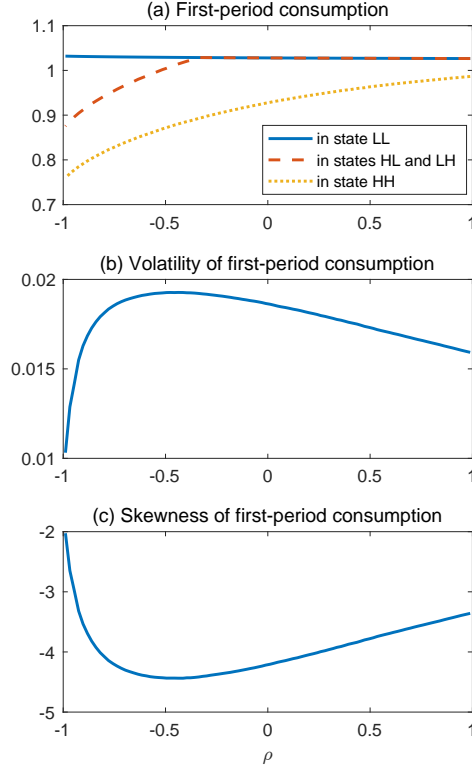 (a) First-period consumption
1.1
1
0.9
0.8
0.7
in state LL
in states HL and LH
in state HH
-1 -0.5 0 0.5 1
(b) Volatility of first-period consumption
0.02
0.015
0.01
-1 -0.5 0 0.5 1
(c) Skewness of first-period consumption
-2
-3
-4
-5
-1 -0.5 0 0.5 1
ρ